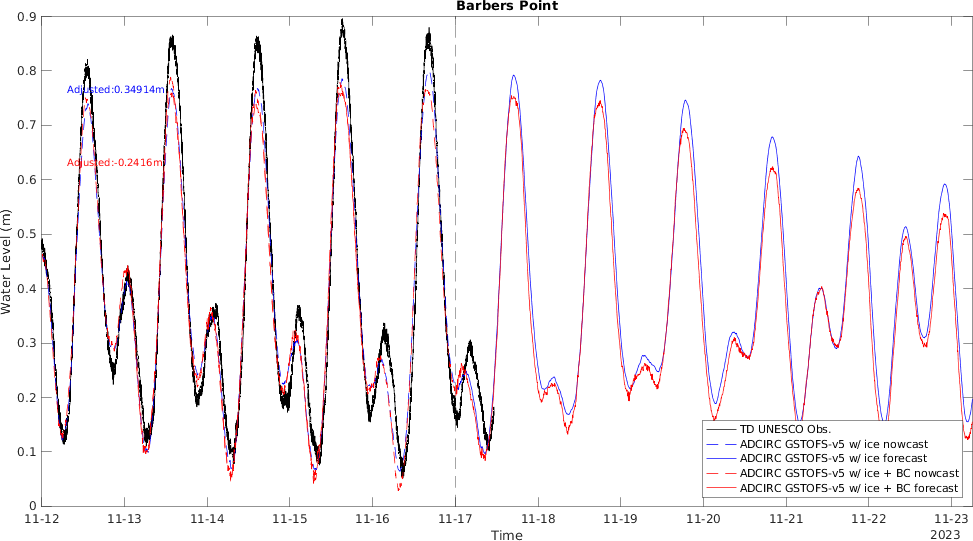 Barbers Point
0.9
0.8
0.7
0.6
0.5
0.4
0.3
0.2
0.1
0
Water Level (m)
Adjusted:0.34914m
Adjusted:-0.2416m
TD UNESCO Obs.
ADCIRC GSTOFS-v5 w/ ice nowcast
ADCIRC GSTOFS-v5 w/ ice forecast
ADCIRC GSTOFS-v5 w/ ice + BC nowcast
ADCIRC GSTOFS-v5 w/ ice + BC forecast
11-12 11-13 11-14 11-15 11-16 11-17 11-18 11-19 11-20 11-21 11-22 11-23
Time
2023